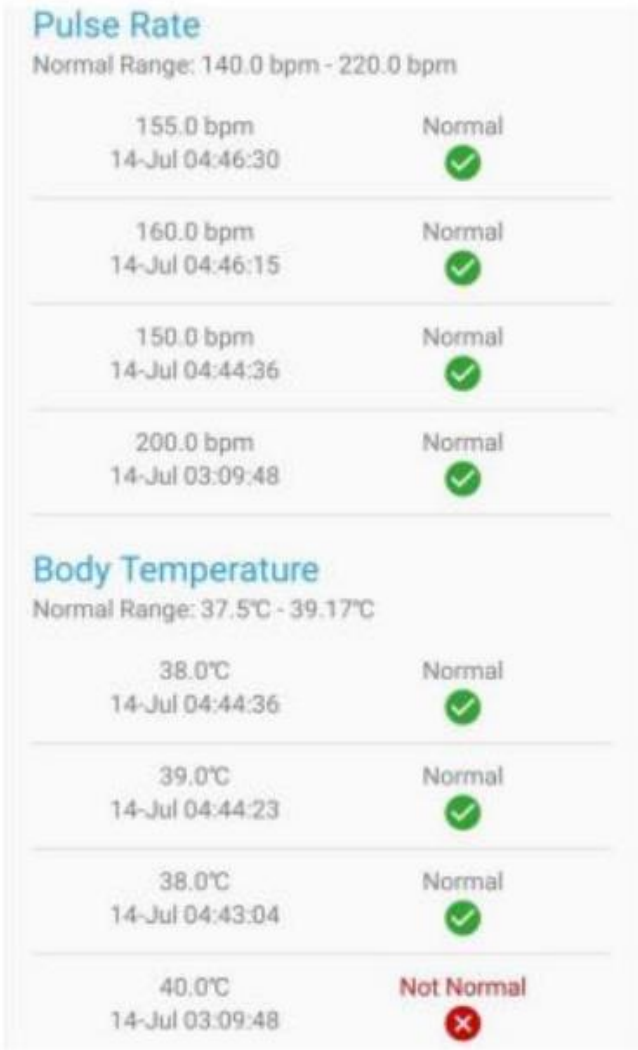 Pulse Rate
Normal Range: 140.0 bpm - 220.0 bpm
155.0 bpm Normal
14-Jul 04:46:30
160.0 bpm Normal
14-Jul 04:46:15
150.0 bpm Normal
14-Jul 04:44:36
200.0 bpm Normal
14-Jul 03:09:48
Body Temperature
Normal Range: 37.5℃ - 39.17℃
38.0℃ Normal
14-Jul 04:44:36
39.0℃ Normal
14-Jul 04:44:23
38.0℃ Normal
14-Jul 04:43:04
40.0℃ Not Normal
14-Jul 03:09:48